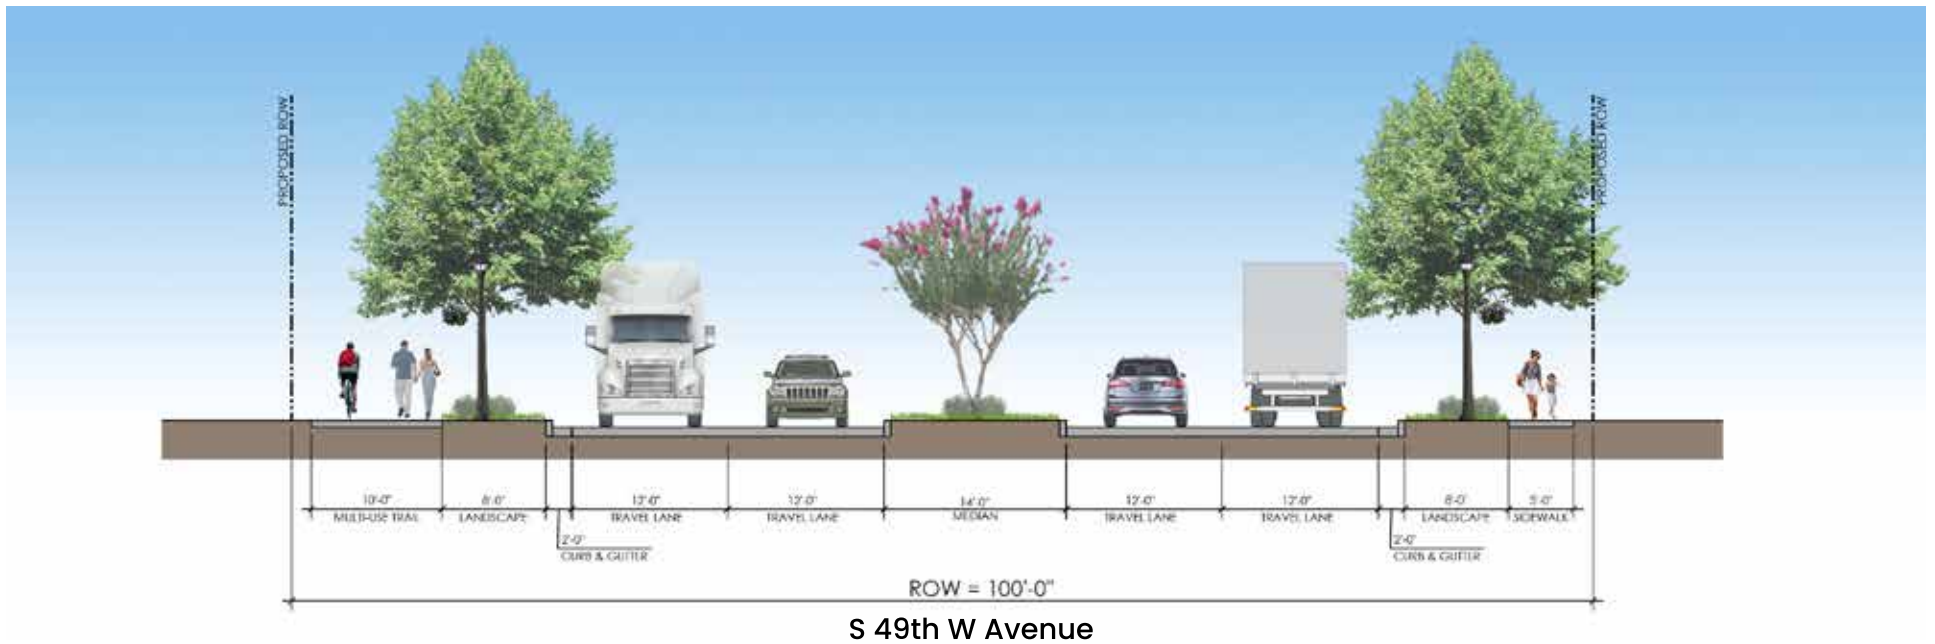 PROPOSED ROW
PROPOSED ROW
10'-0"
MULTI-USE TRAIL
8'-0"
LANDSCAPE
12'-0"
TRAVEL LANE
12'-0"
TRAVEL LANE
14'-0"
MEDIAN
12'-0"
TRAVEL LANE
12'-0"
TRAVEL LANE
8'-0"
LANDSCAPE
5'-0"
SIDEWALK
2'-0"
CURB & GUTTER
2'-0"
CURB & GUTTER
ROW = 100'-0"
S 49th W Avenue